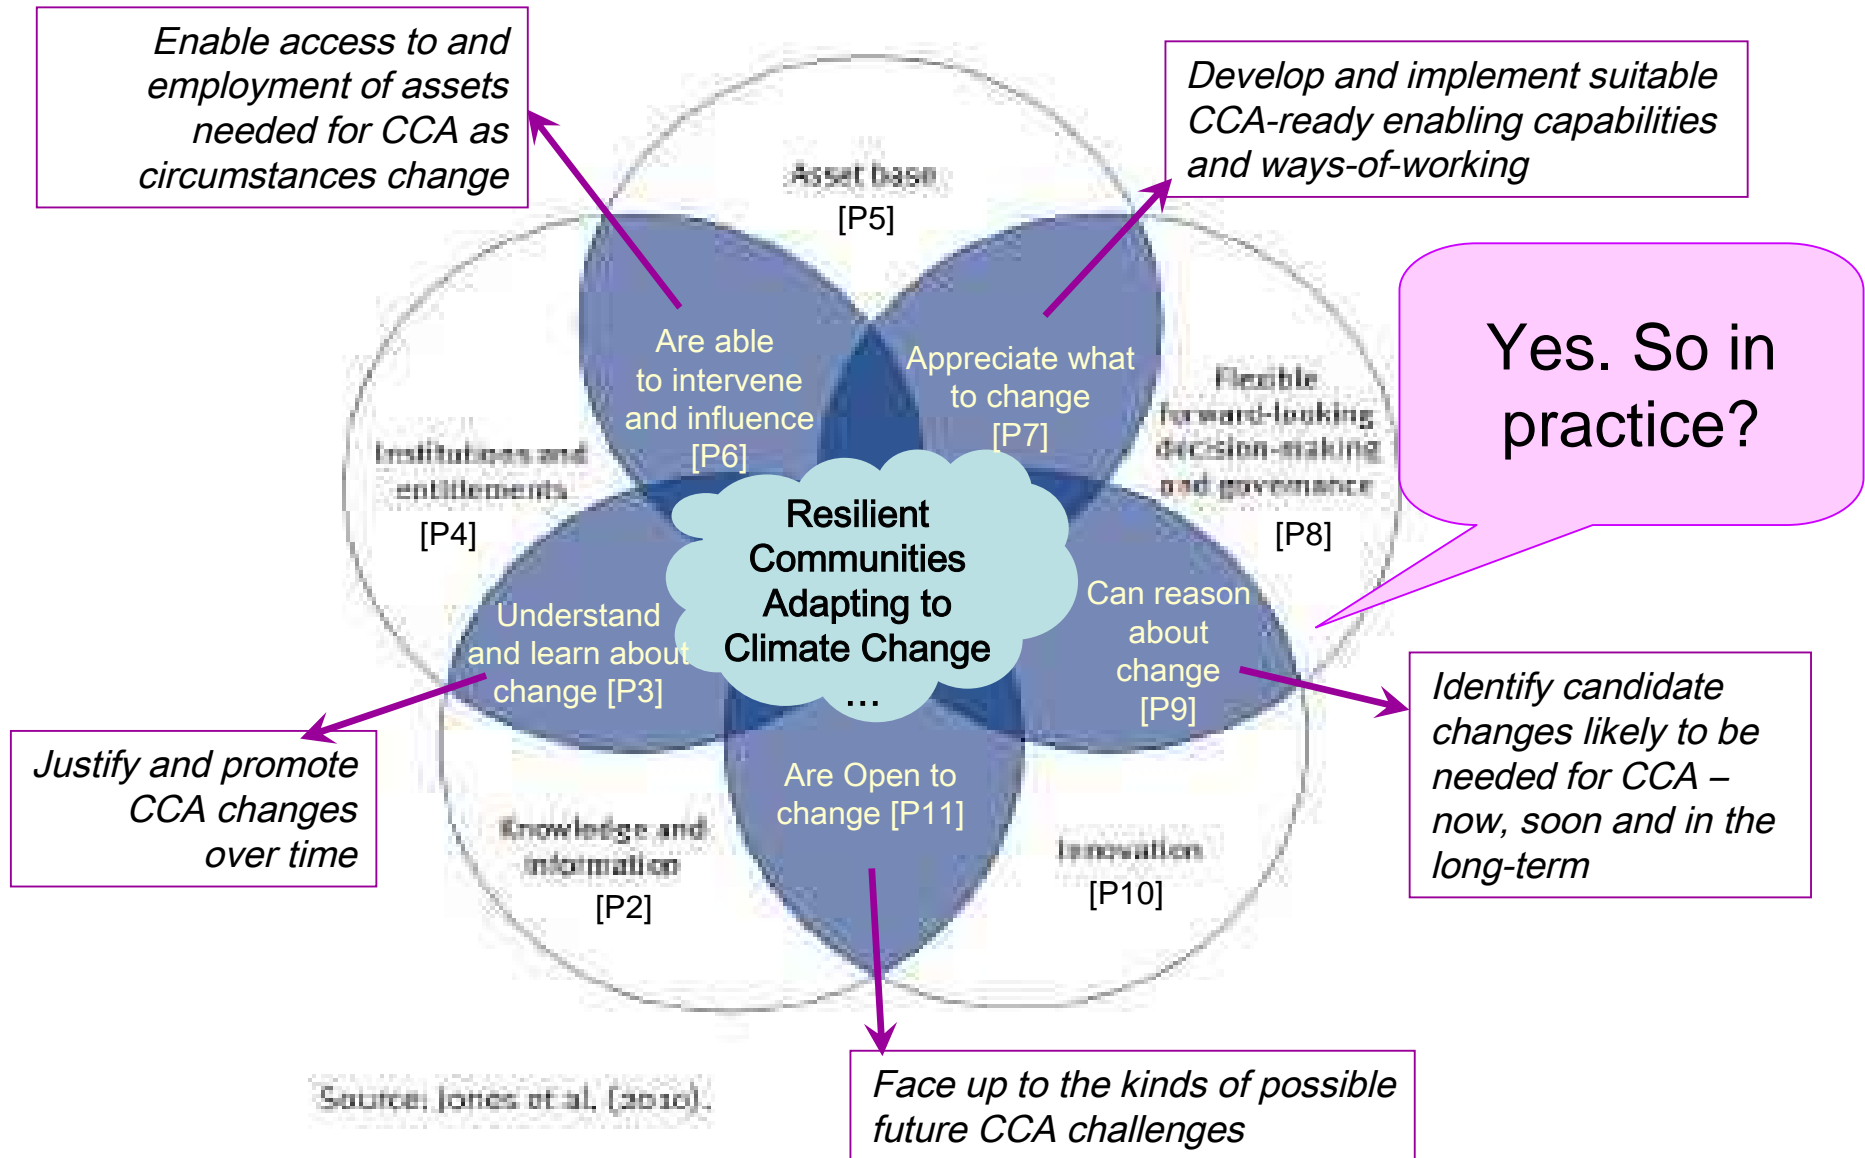 Enable access to and
employment of assets
needed for CCA as
circumstances change
Develop and implement suitable
CCA-ready enabling capabilities
and ways-of-working
Asset base
[P5]
Yes. So in
practice?
Are able
to intervene
and influence
[P6]
Appreciate what
to change
[P7]
Flexible
forward-looking
decision-making
and governance
[P8]
Institutions and
entitlements
[P4]
Resilient
Communities
Adapting to
Climate Change
...
Understand
and learn about
change [P3]
Can reason
about
change
[P9]
Justify and promote
CCA changes
over time
Identify candidate
changes likely to be
needed for CCA –
now, soon and in the
long-term
Are Open to
change [P11]
Knowledge and
information
[P2]
Innovation
[P10]
Face up to the kinds of possible
future CCA challenges
Source: Jones et al, (2010).